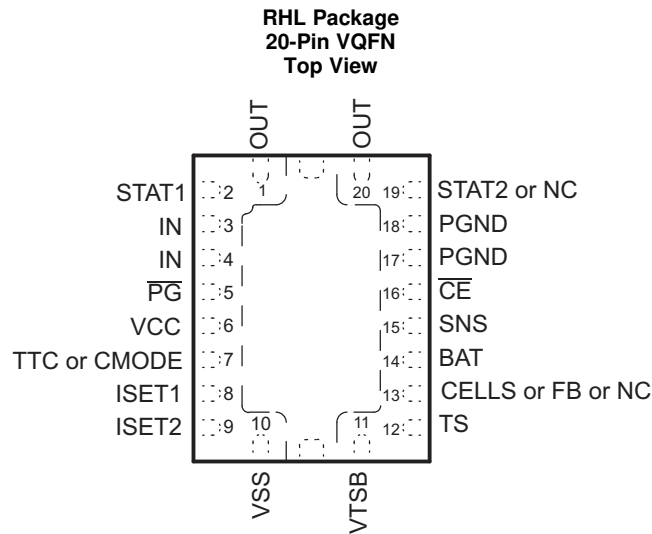 RHL Package
20-Pin VQFN
Top View
OUT OUT
STAT1 2 1 20 19 STAT2 or NC
IN 3 18 PGND
IN 4 17 PGND
P̅G̅ 5 16 C̅E̅
VCC 6 15 SNS
TTC or CMODE 7 14 BAT
ISET1 8 13 CELLS or FB or NC
ISET2 9 10 11 12 TS
VSS VTSB